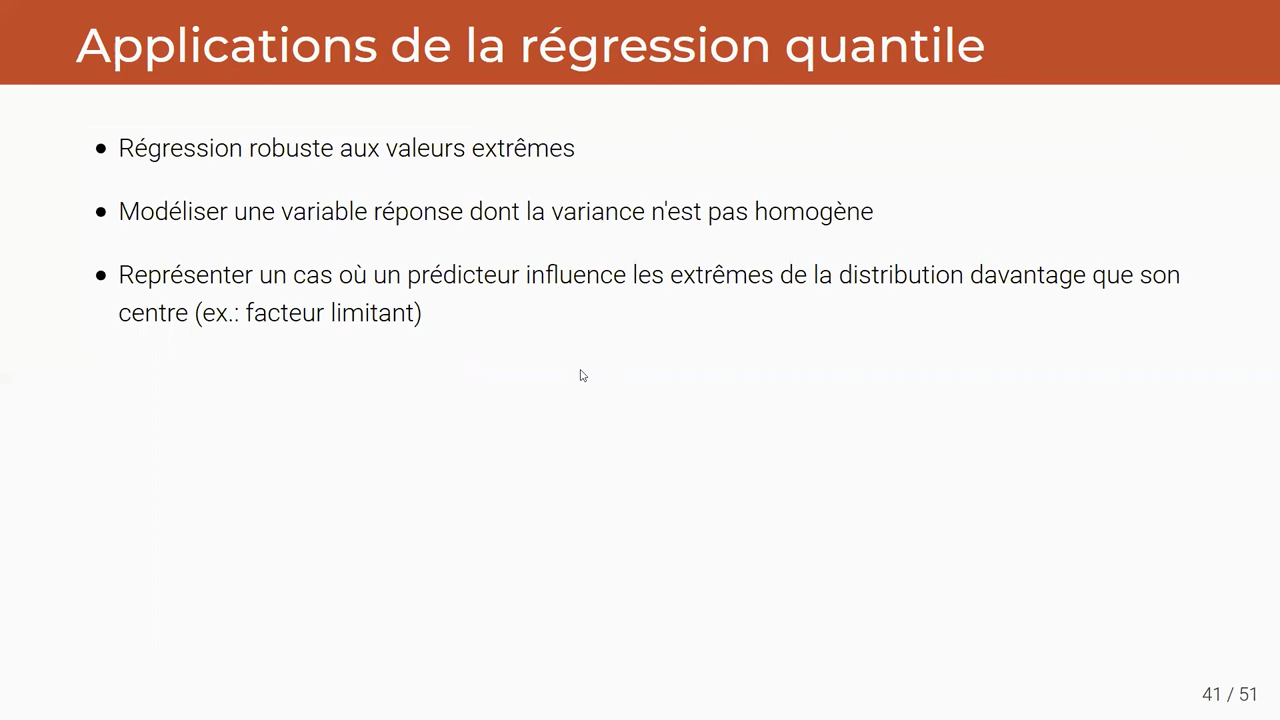 Applications de la régression quantile
• Régression robuste aux valeurs extrêmes
• Modéliser une variable réponse dont la variance n'est pas homogène
• Représenter un cas où un prédicteur influence les extrêmes de la distribution davantage que son
centre (ex.: facteur limitant)
41 / 51